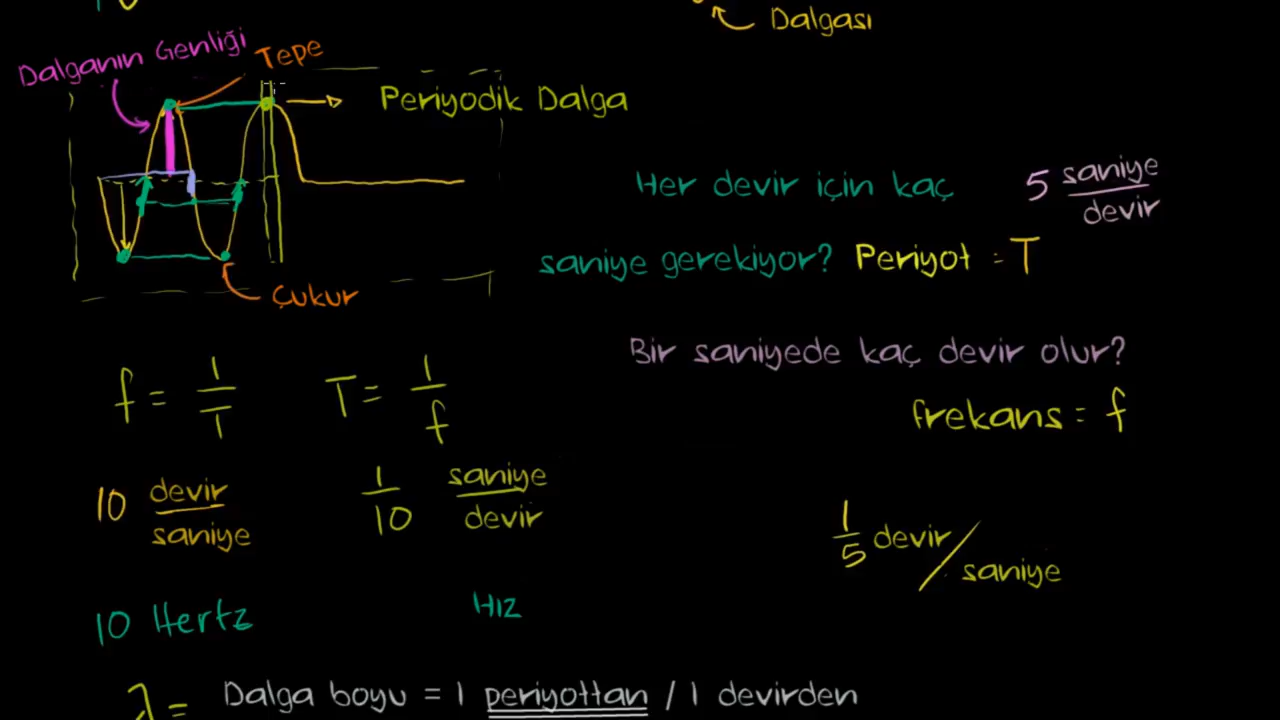 Dalgası
Dalganın Genliği
Tepe
Periyodik Dalga
Çukur
Her devir için kaç
5 saniye/devir
saniye gerekiyor? Periyot = T
Bir saniyede kaç devir olur?
frekans = f
f = 1/T
T = 1/f
10 devir/saniye
1/10 saniye/devir
1/5 devir/saniye
10 Hertz
Hız
λ = Dalga boyu = 1 periyottan / 1 devirden